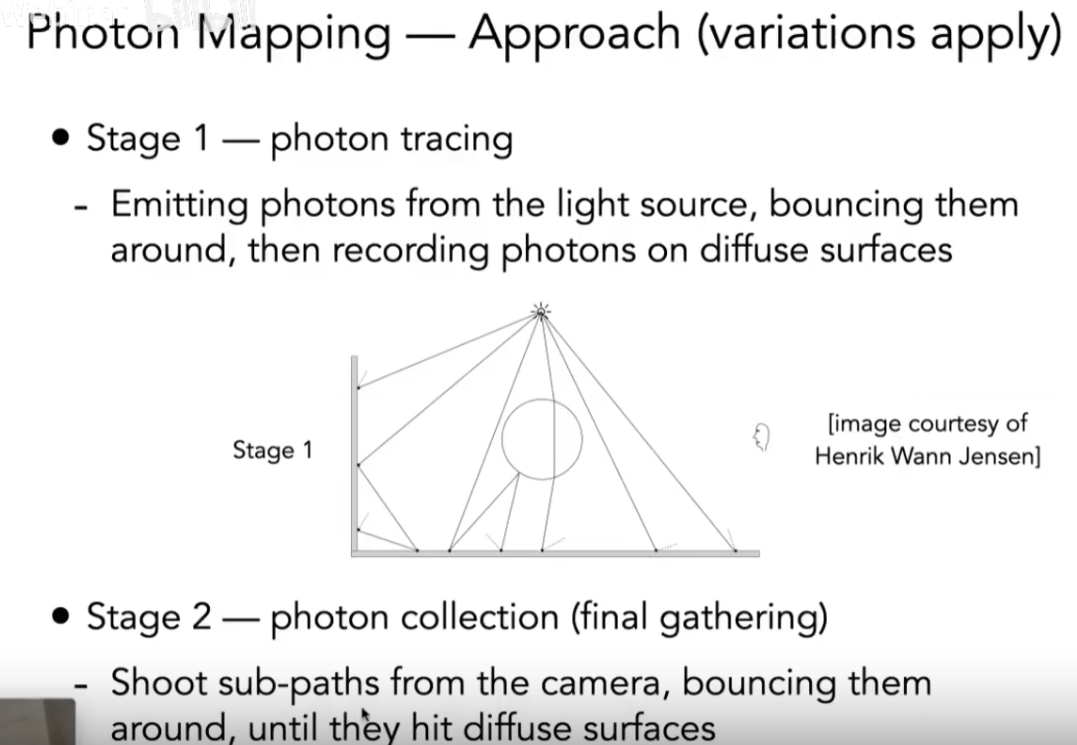 Photon Mapping — Approach (variations apply)
• Stage 1 — photon tracing
- Emitting photons from the light source, bouncing them
around, then recording photons on diffuse surfaces
Stage 1
[image courtesy of
Henrik Wann Jensen]
• Stage 2 — photon collection (final gathering)
- Shoot sub-paths from the camera, bouncing them
around, until they hit diffuse surfaces